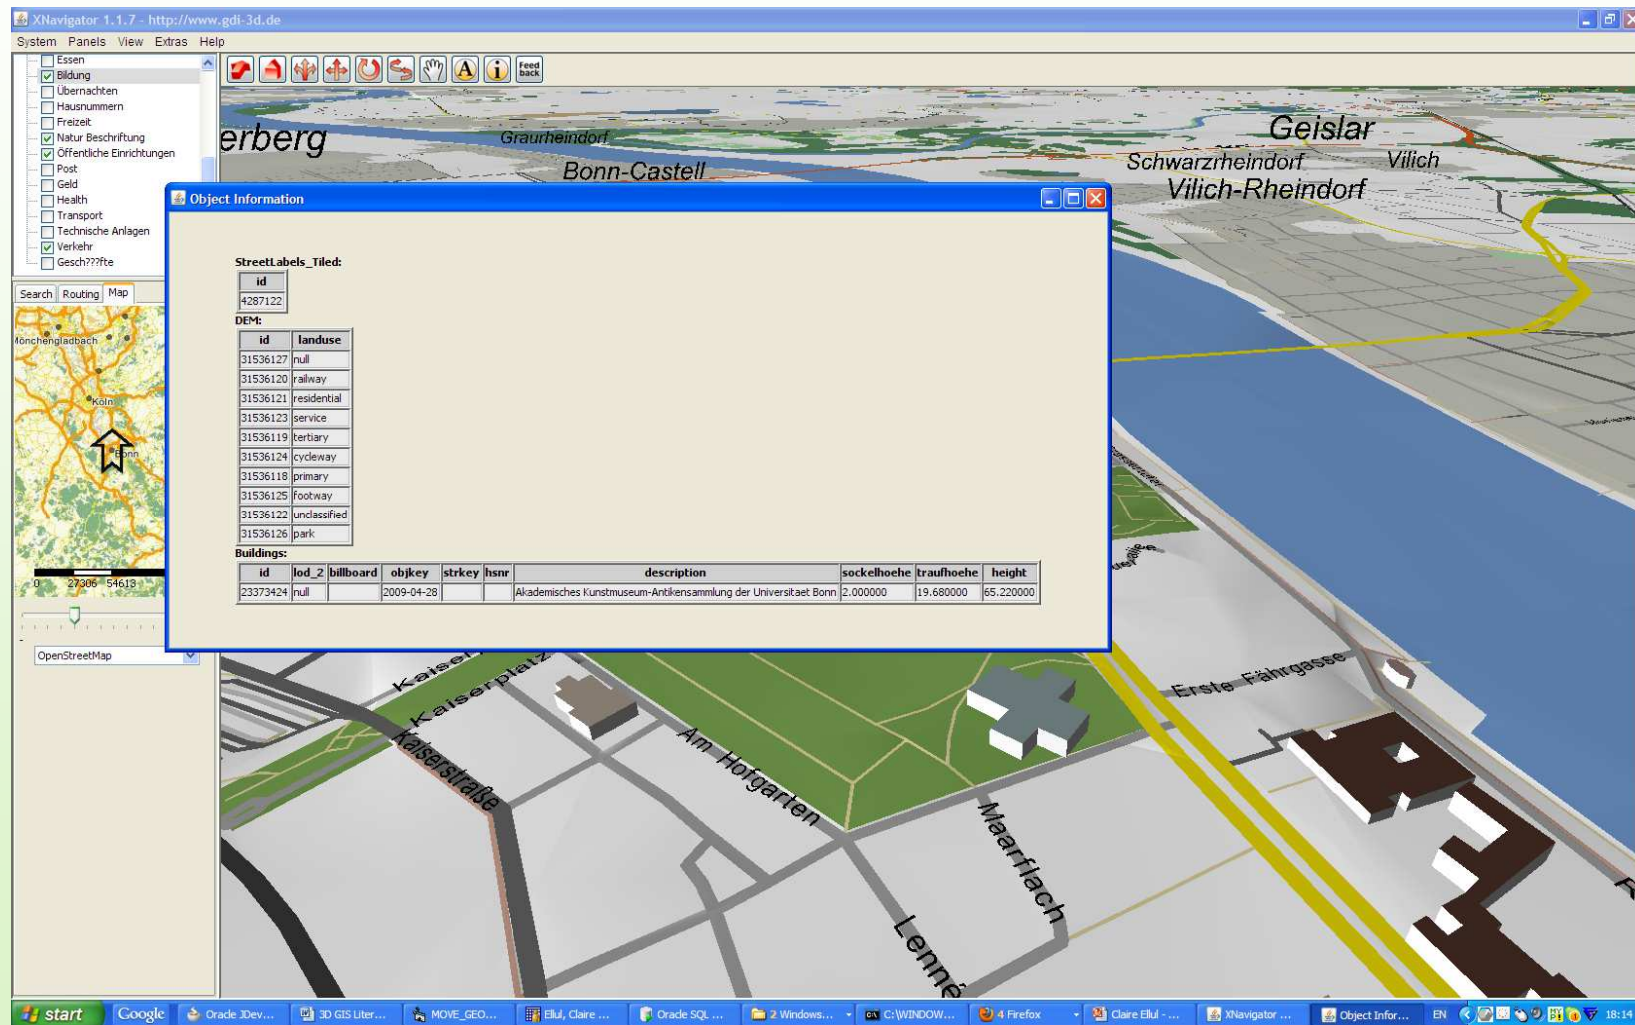 XNavigator 1.1.7 - http://www.gdi-3d.de
System Panels View Extras Help
Essen
Bildung
Übernachten
Hausnummern
Freizeit
Natur Beschriftung
Öffentliche Einrichtungen
Post
Geld
Health
Transport
Technische Anlagen
Verkehr
Gesch???fte
Feed back
A
i
erberg
Graurheindorf
Bonn-Castell
Geislar
Schwarzrheindorf
Vilich
Vilich-Rheindorf
Search Routing Map
Mönchengladbach
Köln
Bonn
0 27306 54613
OpenStreetMap
Object Information
StreetLabels_Tiled:
id
4287122
DEM:
id landuse
31536127 null
31536120 railway
31536121 residential
31536123 service
31536119 tertiary
31536124 cycleway
31536118 primary
31536125 footway
31536122 unclassified
31536126 park
Buildings:
id lod_2 billboard objkey strkey hsnr description sockelhoehe traufhoehe height
23373424 null 2009-04-28 Akademisches Kunstmuseum-Antikensammlung der Universitaet Bonn 2.000000 19.680000 65.220000
Kaiserplatz
Kaiserstraße
Am Hofgarten
Maarflach
Lenné
Erste Fährgasse
start
Google
Oracle JDev...
3D GIS Liter...
MOVE_GEO...
Ellul, Claire ...
Oracle SQL ...
2 Windows...
C:\WINDOW...
4 Firefox
Claire Ellul - ...
XNavigator ...
Object Infor...
EN
18:14